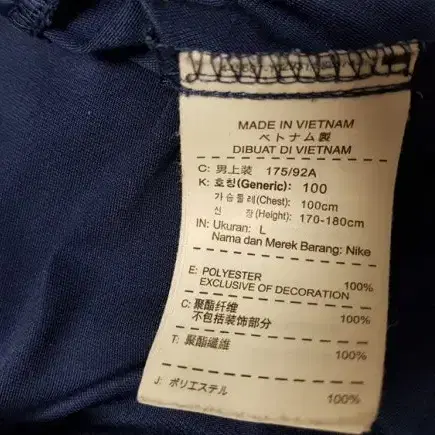 MADE IN VIETNAM
ベトナム製
DIBUAT DI VIETNAM
C: 男上装 175/92A
K: 호칭(Generic): 100
가슴둘레(Chest): 100cm
신 장(Height): 170-180cm
IN: Ukuran: L
Nama dan Merek Barang: Nike
E: POLYESTER 100%
EXCLUSIVE OF DECORATION
C: 聚酯纤维 100%
不包括装饰部分
T: 聚酯纖維 100%
J: ポリエステル 100%